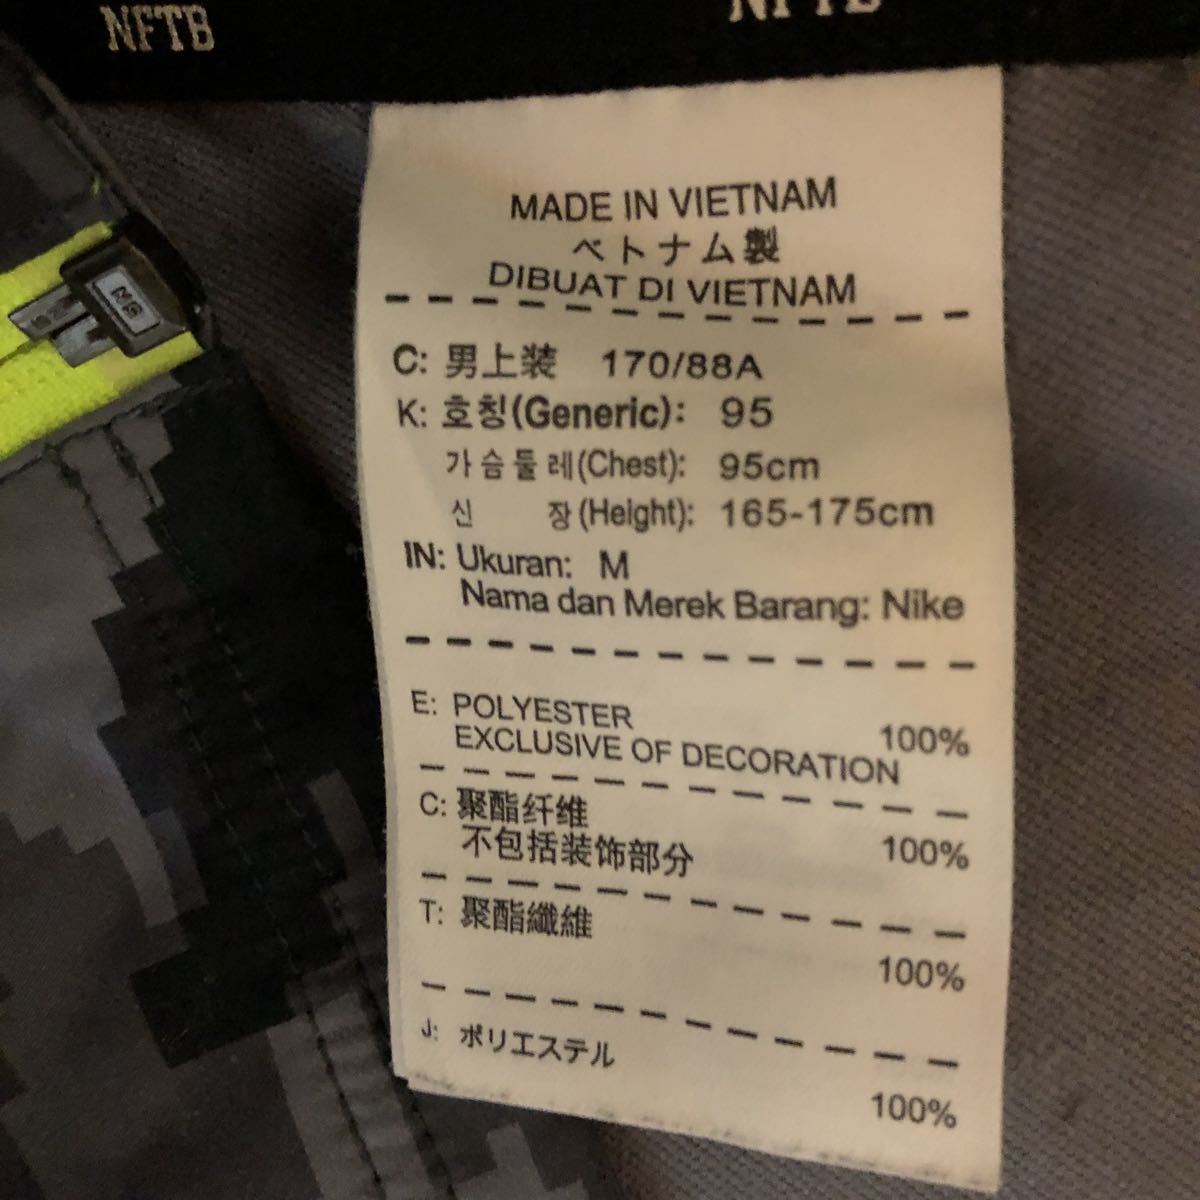 NFTB
NFTB
MADE IN VIETNAM
ベトナム製
DIBUAT DI VIETNAM
C: 男上装 170/88A
K: 호칭(Generic): 95
가슴둘레(Chest): 95cm
신 장(Height): 165-175cm
IN: Ukuran: M
Nama dan Merek Barang: Nike
E: POLYESTER 100%
EXCLUSIVE OF DECORATION
C: 聚酯纤维
不包括装饰部分 100%
T: 聚酯纖維
100%
J: ポリエステル
100%